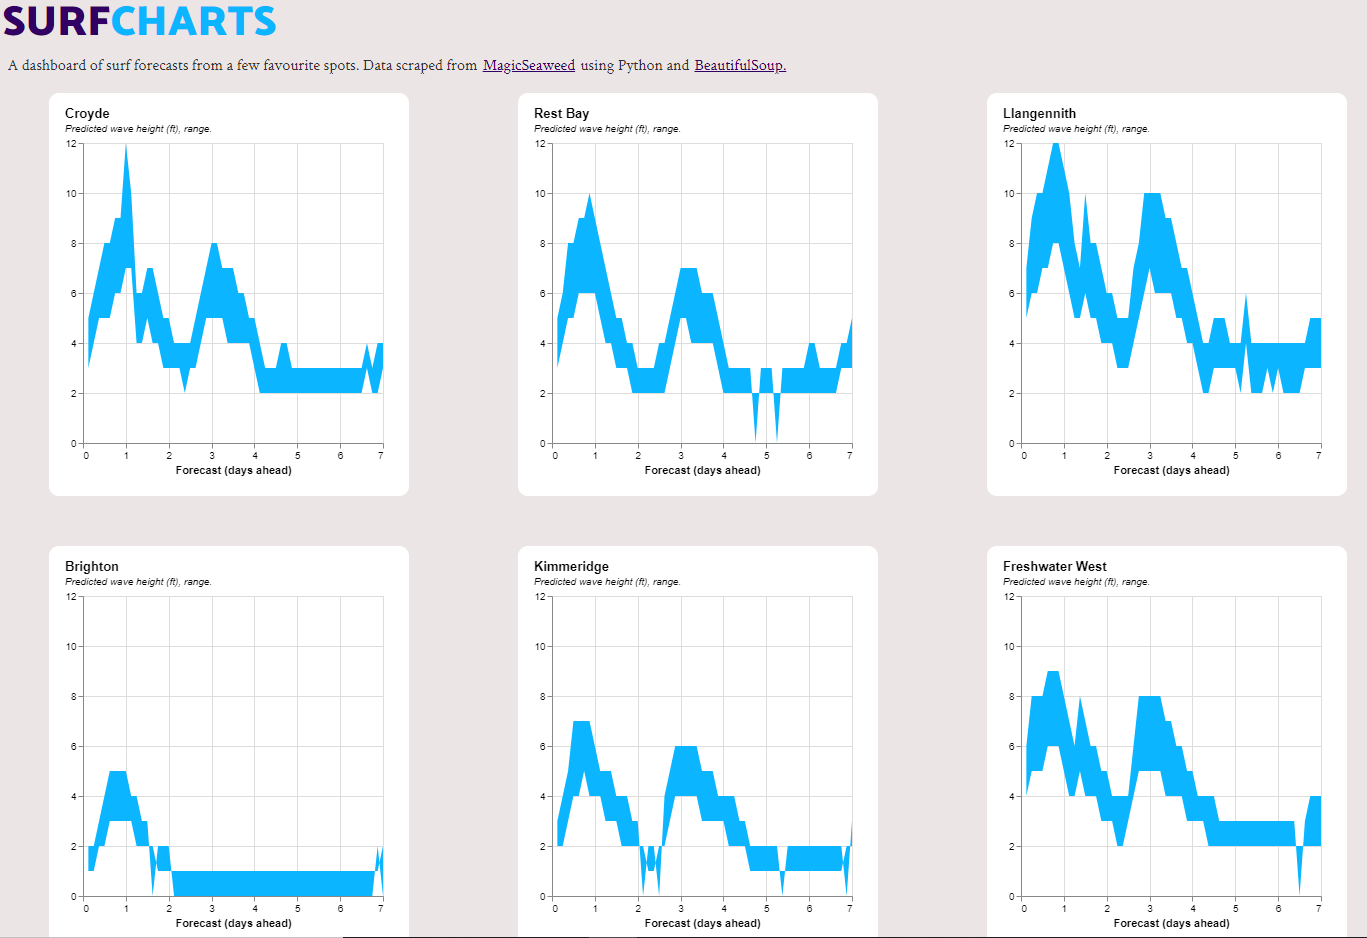 SURFCHARTS
A dashboard of surf forecasts from a few favourite spots. Data scraped from MagicSeaweed using Python and BeautifulSoup.
Croyde
Predicted wave height (ft), range.
12
10
8
6
4
2
0
0 1 2 3 4 5 6 7
Forecast (days ahead)
Rest Bay
Predicted wave height (ft), range.
12
10
8
6
4
2
0
0 1 2 3 4 5 6 7
Forecast (days ahead)
Llangennith
Predicted wave height (ft), range.
12
10
8
6
4
2
0
0 1 2 3 4 5 6 7
Forecast (days ahead)
Brighton
Predicted wave height (ft), range.
12
10
8
6
4
2
0
0 1 2 3 4 5 6 7
Forecast (days ahead)
Kimmeridge
Predicted wave height (ft), range.
12
10
8
6
4
2
0
0 1 2 3 4 5 6 7
Forecast (days ahead)
Freshwater West
Predicted wave height (ft), range.
12
10
8
6
4
2
0
0 1 2 3 4 5 6 7
Forecast (days ahead)